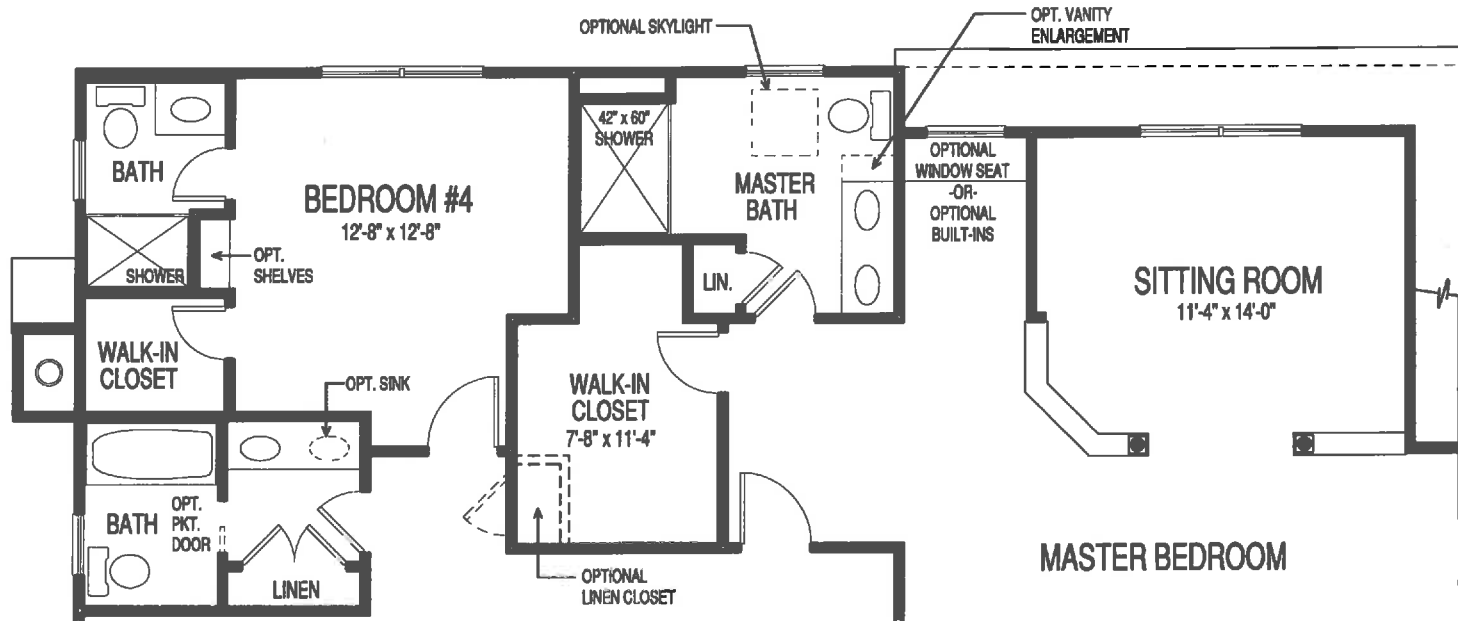 OPTIONAL SKYLIGHT
OPT. VANITY
ENLARGEMENT
BATH
BEDROOM #4
12'-8" x 12'-8"
42" x 60"
SHOWER
MASTER
BATH
OPTIONAL
WINDOW SEAT
-OR-
OPTIONAL
BUILT-INS
SHOWER
OPT.
SHELVES
LIN.
SITTING ROOM
11'-4" x 14'-0"
WALK-IN
CLOSET
OPT. SINK
WALK-IN
CLOSET
7'-8" x 11'-4"
BATH
OPT.
PKT.
DOOR
LINEN
OPTIONAL
LINEN CLOSET
MASTER BEDROOM